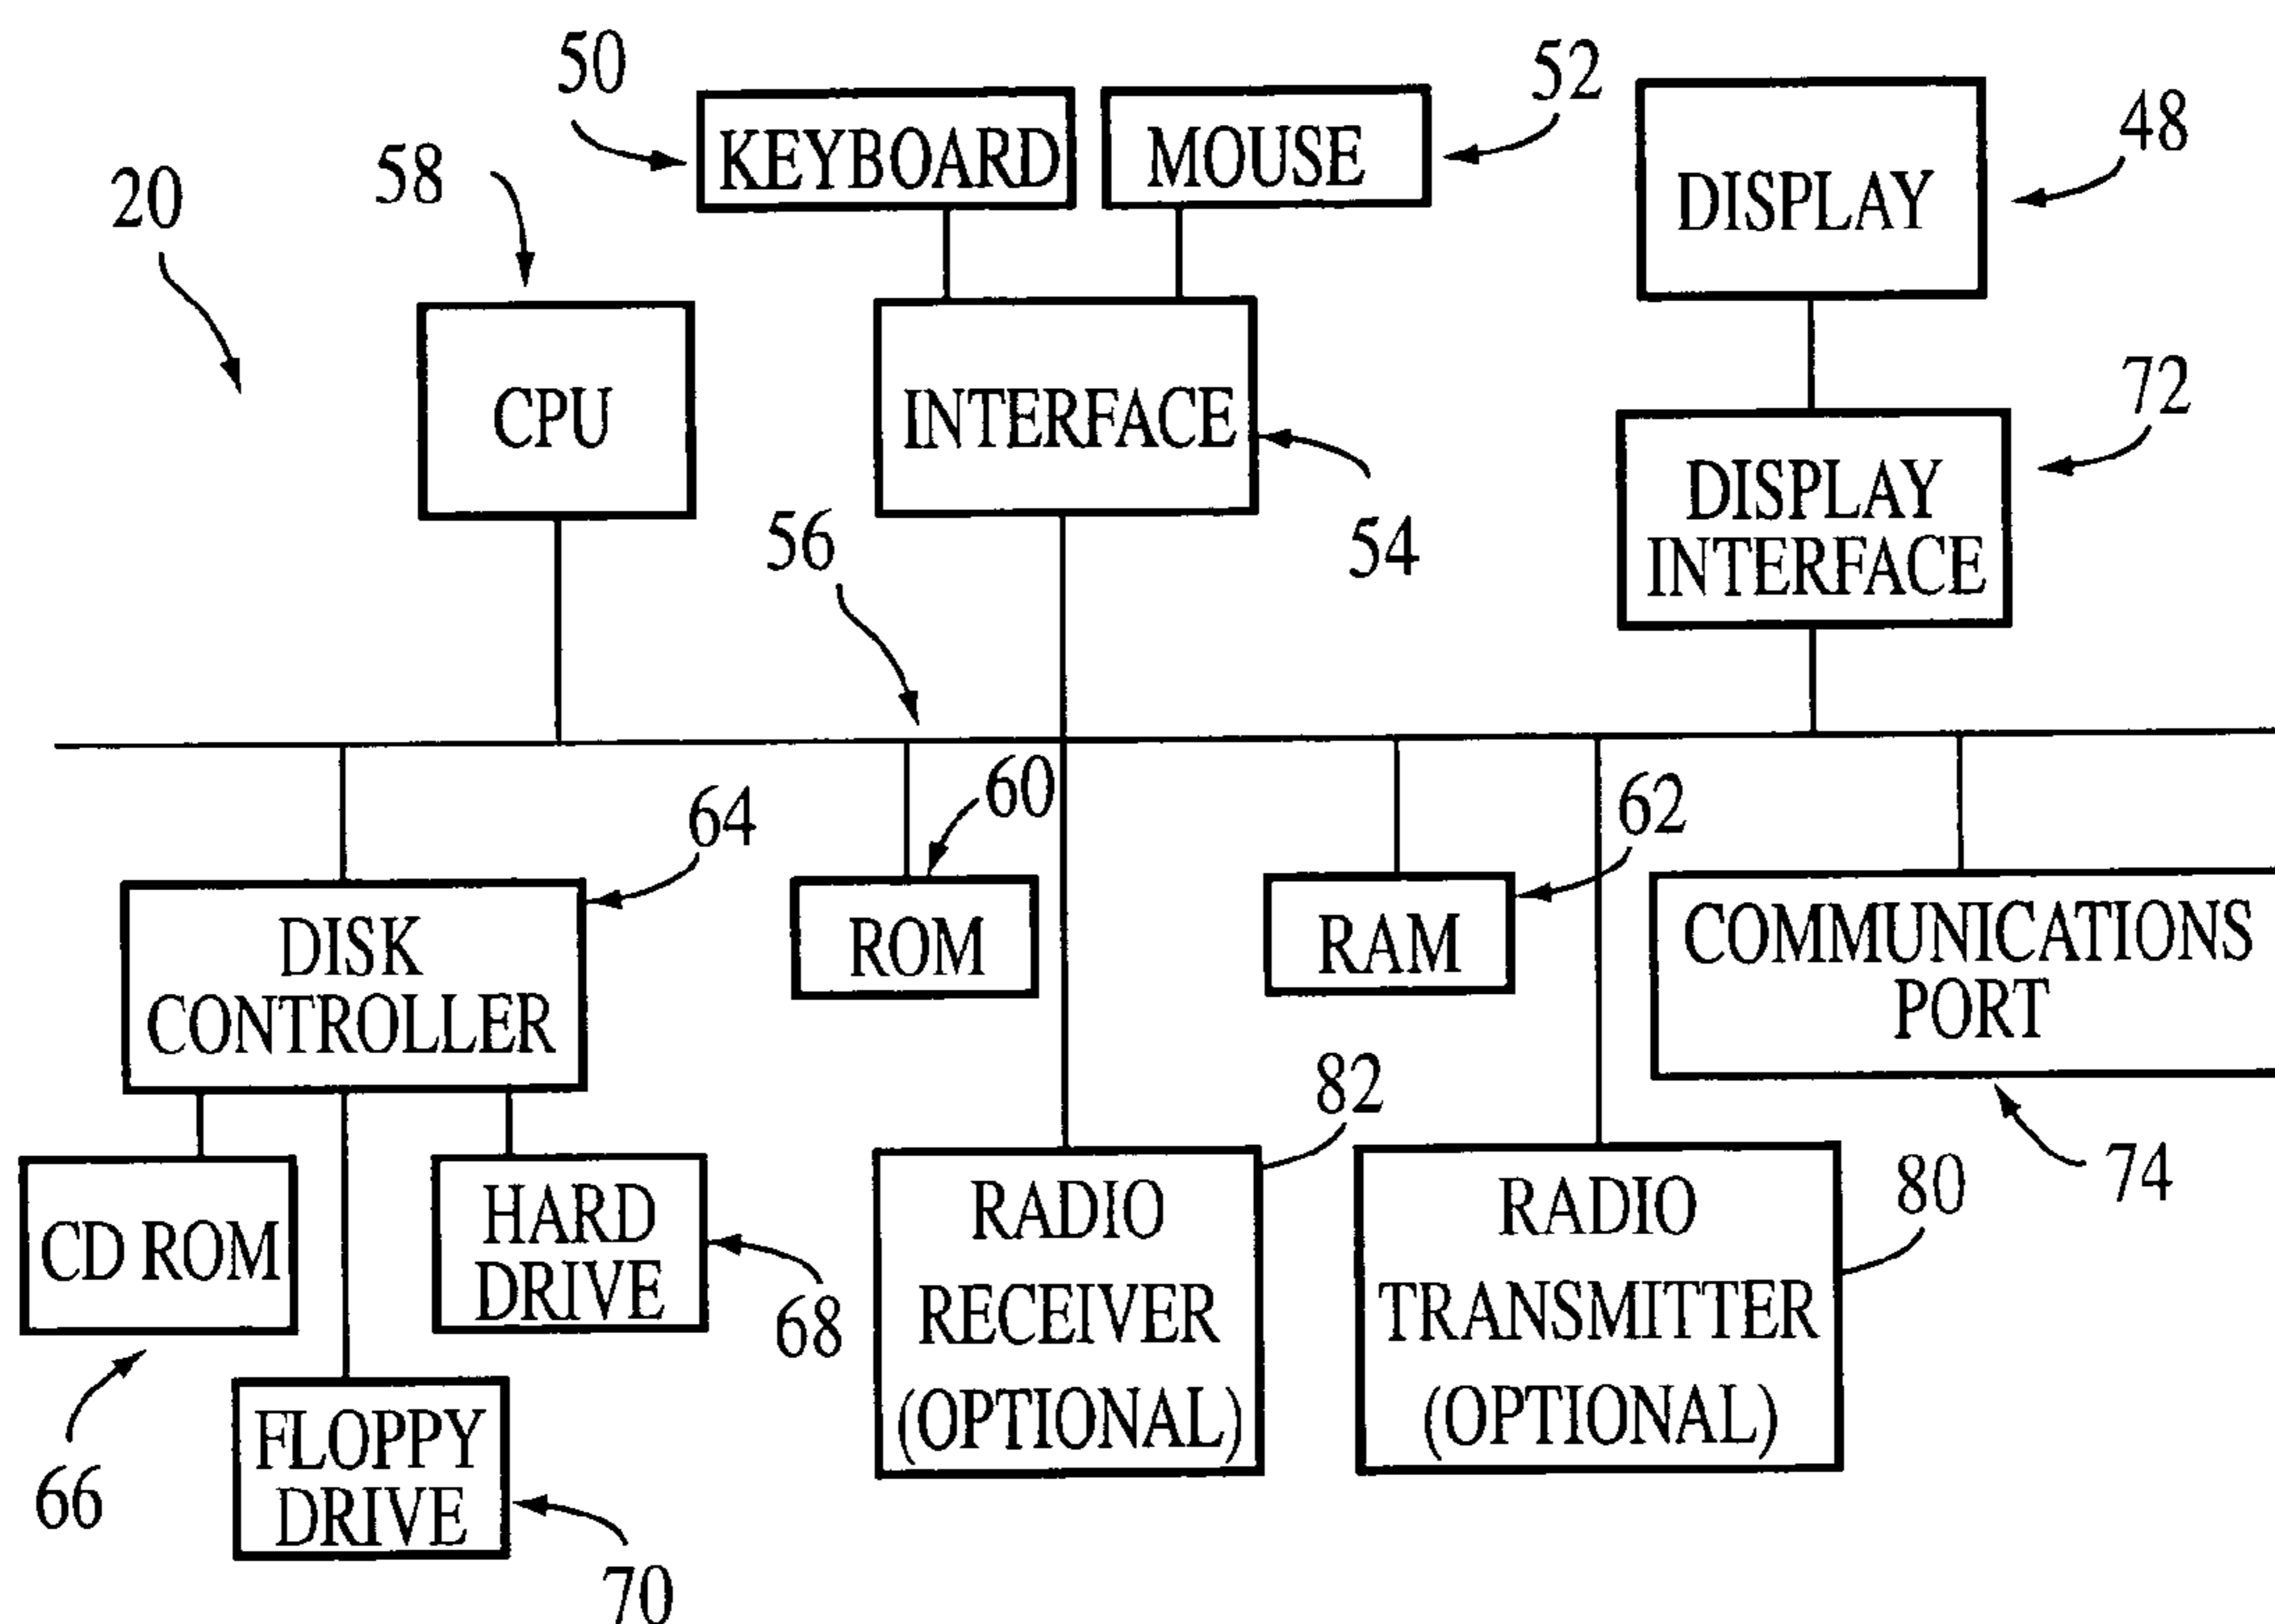 50
52
48
58
20
KEYBOARD
MOUSE
DISPLAY
CPU
INTERFACE
72
56
54
DISPLAY
INTERFACE
64
60
62
DISK
CONTROLLER
ROM
RAM
COMMUNICATIONS
PORT
82
80
74
CD ROM
HARD
DRIVE
68
RADIO
RECEIVER
(OPTIONAL)
RADIO
TRANSMITTER
(OPTIONAL)
66
FLOPPY
DRIVE
70